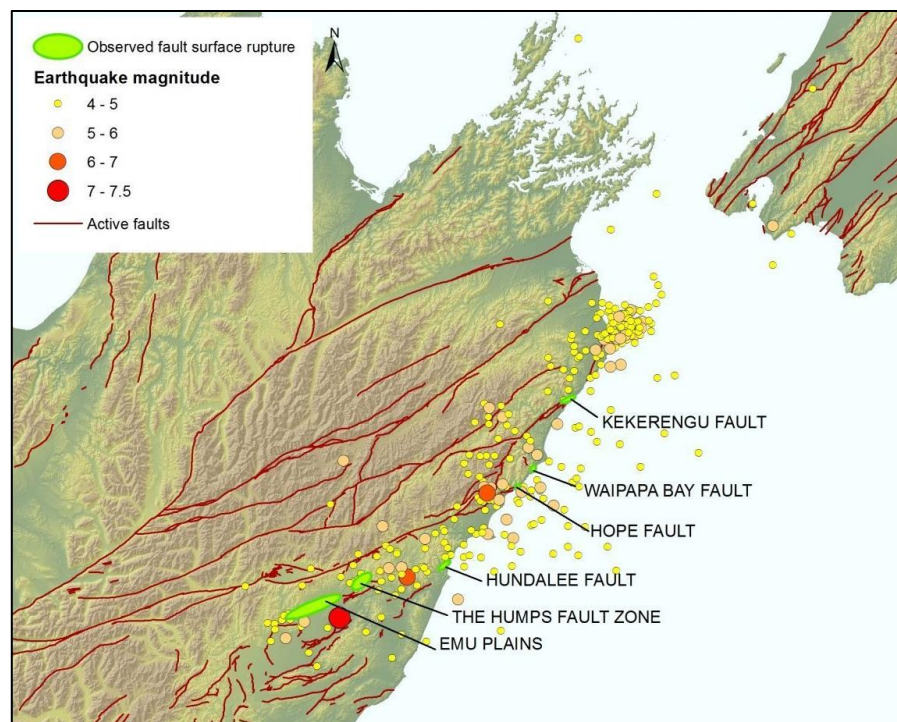 Observed fault surface rupture
N
Earthquake magnitude
4 - 5
5 - 6
6 - 7
7 - 7.5
Active faults
KEKERENGU FAULT
WAIPAPA BAY FAULT
HOPE FAULT
HUNDALEE FAULT
THE HUMPS FAULT ZONE
EMU PLAINS